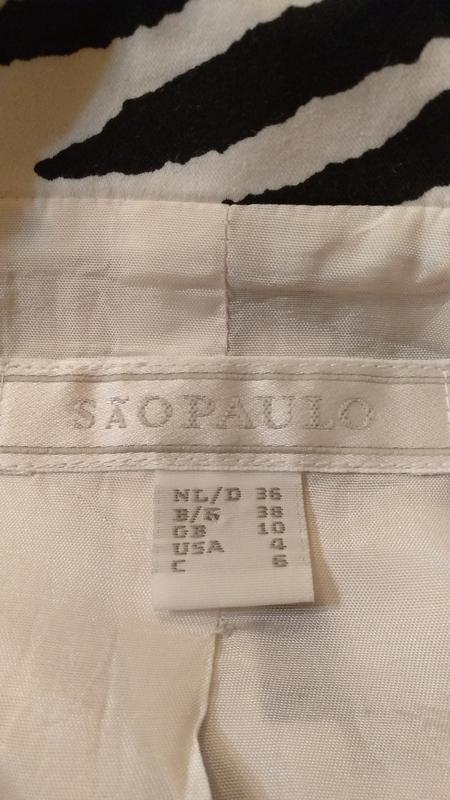 SÃOPAULO
NL/D 36
B/F 38
GB 10
USA 4
C 6